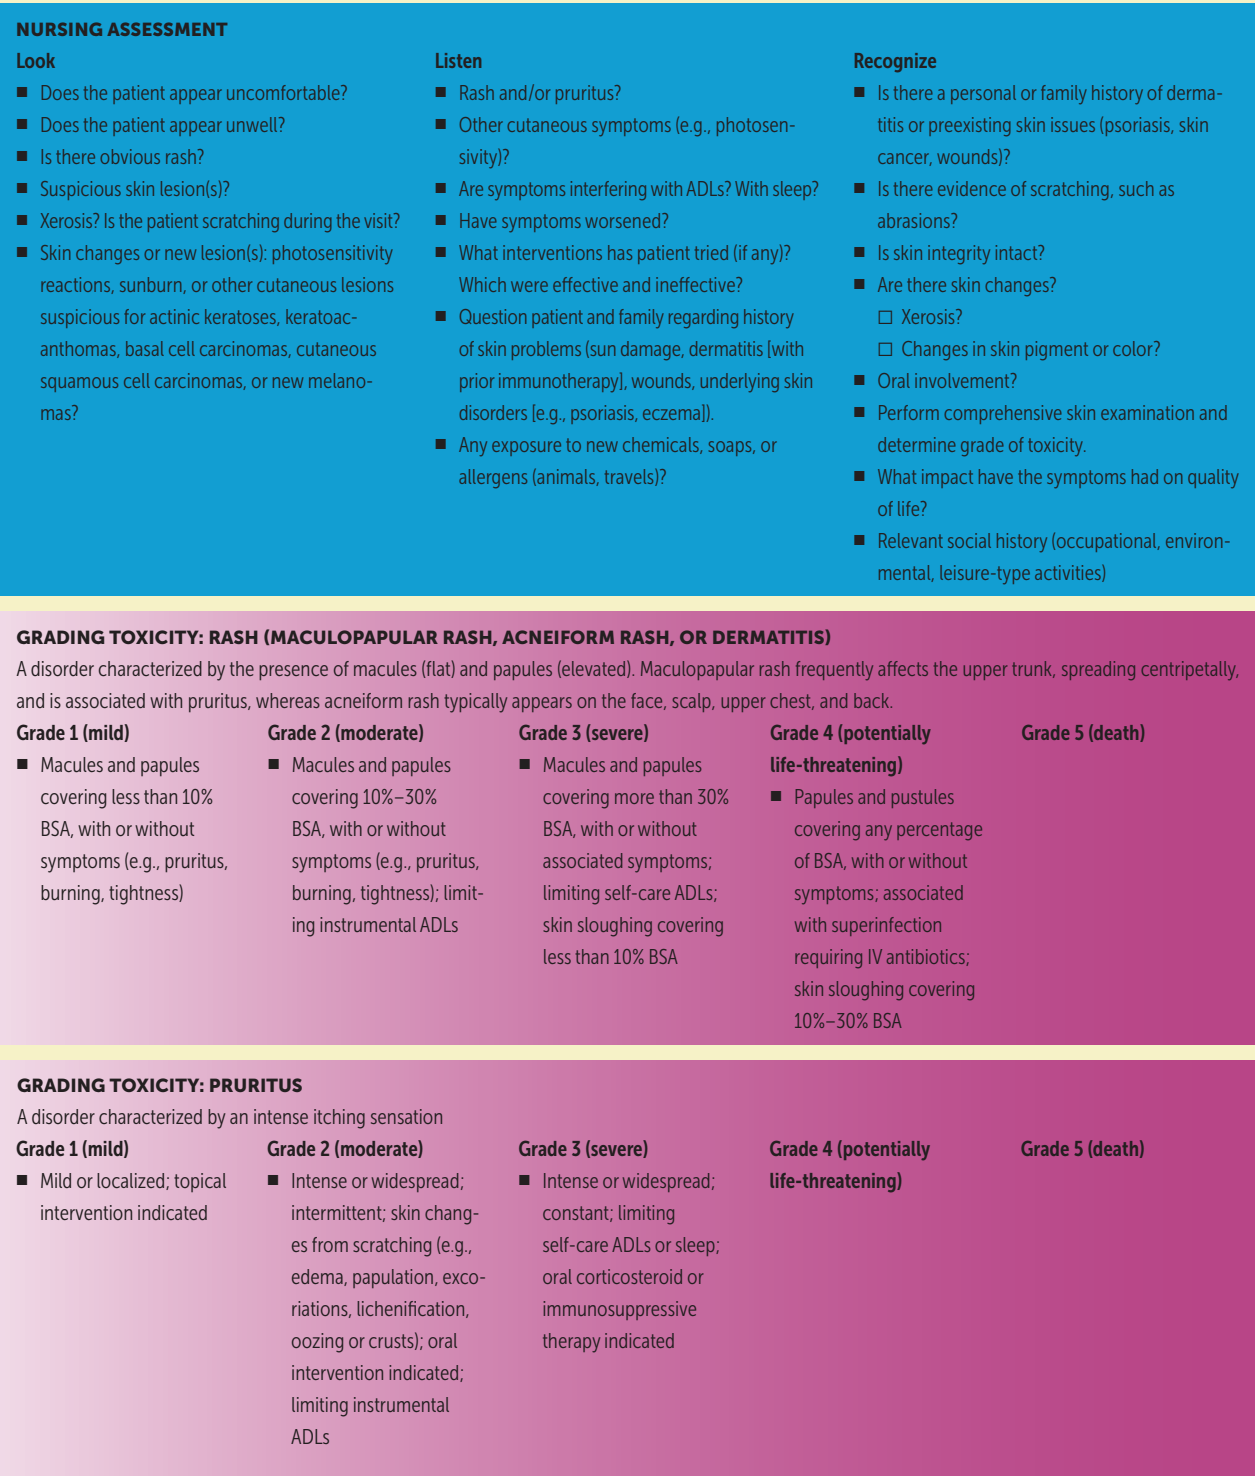 NURSING ASSESSMENT
Look
■ Does the patient appear uncomfortable?
■ Does the patient appear unwell?
■ Is there obvious rash?
■ Suspicious skin lesion(s)?
■ Xerosis? Is the patient scratching during the visit?
■ Skin changes or new lesion(s): photosensitivity
reactions, sunburn, or other cutaneous lesions
suspicious for actinic keratoses, keratoac-
anthomas, basal cell carcinomas, cutaneous
squamous cell carcinomas, or new melano-
mas?
Listen
■ Rash and/or pruritus?
■ Other cutaneous symptoms (e.g., photosen-
sivity)?
■ Are symptoms interfering with ADLs? With sleep?
■ Have symptoms worsened?
■ What interventions has patient tried (if any)?
Which were effective and ineffective?
■ Question patient and family regarding history
of skin problems (sun damage, dermatitis [with
prior immunotherapy], wounds, underlying skin
disorders [e.g., psoriasis, eczema]).
■ Any exposure to new chemicals, soaps, or
allergens (animals, travels)?
Recognize
■ Is there a personal or family history of derma-
titis or preexisting skin issues (psoriasis, skin
cancer, wounds)?
■ Is there evidence of scratching, such as
abrasions?
■ Is skin integrity intact?
■ Are there skin changes?
□ Xerosis?
□ Changes in skin pigment or color?
■ Oral involvement?
■ Perform comprehensive skin examination and
determine grade of toxicity.
■ What impact have the symptoms had on quality
of life?
■ Relevant social history (occupational, environ-
mental, leisure-type activities)
GRADING TOXICITY: RASH (MACULOPAPULAR RASH, ACNEIFORM RASH, OR DERMATITIS)
A disorder characterized by the presence of macules (flat) and papules (elevated). Maculopapular rash frequently affects the upper trunk, spreading centripetally,
and is associated with pruritus, whereas acneiform rash typically appears on the face, scalp, upper chest, and back.
Grade 1 (mild)
■ Macules and papules
covering less than 10%
BSA, with or without
symptoms (e.g., pruritus,
burning, tightness)
Grade 2 (moderate)
■ Macules and papules
covering 10%–30%
BSA, with or without
symptoms (e.g., pruritus,
burning, tightness); limit-
ing instrumental ADLs
Grade 3 (severe)
■ Macules and papules
covering more than 30%
BSA, with or without
associated symptoms;
limiting self-care ADLs;
skin sloughing covering
less than 10% BSA
Grade 4 (potentially
life-threatening)
■ Papules and pustules
covering any percentage
of BSA, with or without
symptoms; associated
with superinfection
requiring IV antibiotics;
skin sloughing covering
10%–30% BSA
Grade 5 (death)
GRADING TOXICITY: PRURITUS
A disorder characterized by an intense itching sensation
Grade 1 (mild)
■ Mild or localized; topical
intervention indicated
Grade 2 (moderate)
■ Intense or widespread;
intermittent; skin chang-
es from scratching (e.g.,
edema, papulation, exco-
riations, lichenification,
oozing or crusts); oral
intervention indicated;
limiting instrumental
ADLs
Grade 3 (severe)
■ Intense or widespread;
constant; limiting
self-care ADLs or sleep;
oral corticosteroid or
immunosuppressive
therapy indicated
Grade 4 (potentially
life-threatening)
Grade 5 (death)